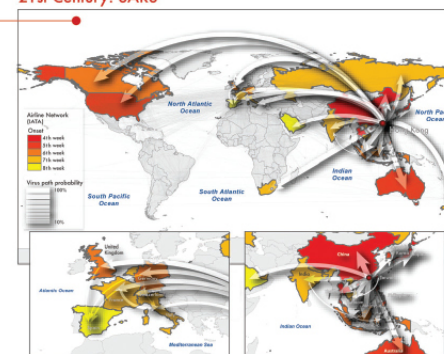 21st Century: SARS
North Atlantic
Ocean
North Pa
Ocea
Airline Network
(IATA)
Onset
4th week
5th week
6th week
7th week
8th week
Virus path probability
100%
10%
Kong
Indian
Ocean
South Pacific
Ocean
South Atlantic
Ocean
United
Kingdom
Atlantic Ocean
Mediterranean Sea
China
India
Indian Ocean
Australia